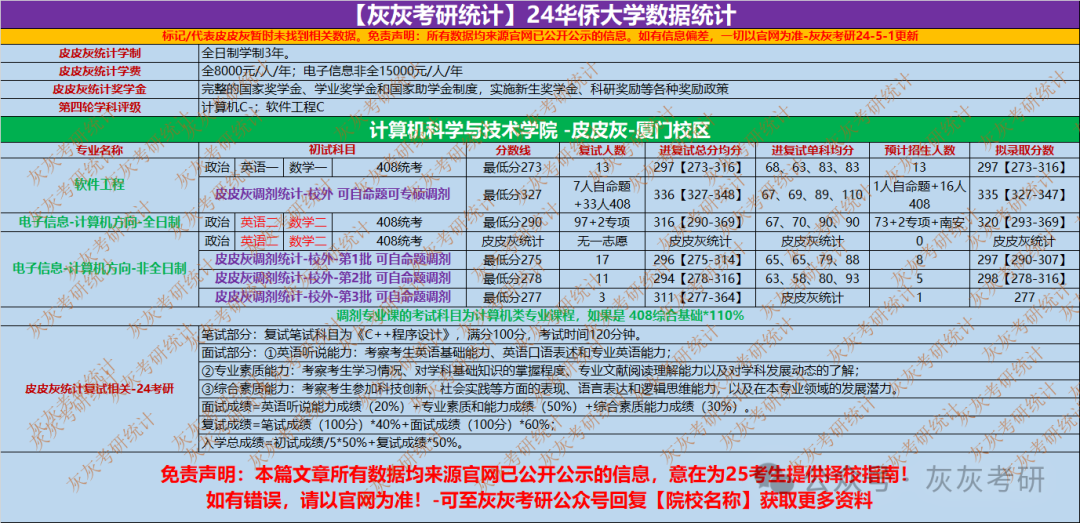 【灰灰考研统计】24华侨大学数据统计
标记/代表皮皮灰暂时未找到相关数据。免责声明：所有数据均来源官网已公开公示的信息。如有信息偏差，一切以官网为准-灰灰考研24-5-1更新
皮皮灰统计学制 全日制学制3年。
皮皮灰统计学费 全8000元/人/年；电子信息非全15000元/人/年
皮皮灰统计奖学金 完整的国家奖学金、学业奖学金和国家助学金制度，实施新生奖学金、科研奖励等各种奖励政策
第四轮学科评级 计算机C-；软件工程C
计算机科学与技术学院 -皮皮灰-厦门校区
专业名称 初试科目 分数线 复试人数 进复试总分均分 进复试单科均分 预计招生人数 拟录取分数
软件工程 政治 英语一 数学一 408统考 最低分273 13 297【273-316】 68、63、83、83 13 297【273-316】
皮皮灰调剂统计-校外 可自命题可专硕调剂 最低分327 7人自命题+33人408 336【327-348】 67、69、89、110 1人自命题+16人408 335【327-347】
电子信息-计算机方向-全日制 政治 英语二 数学二 408统考 最低分290 97+2专项 316【290-369】 67、70、90、90 73+2专项+南安 320【293-369】
电子信息-计算机方向-非全日制 政治 英语二 数学二 408统考 皮皮灰统计 无一志愿 皮皮灰统计 皮皮灰统计 0 皮皮灰统计
皮皮灰调剂统计-校外-第1批 可自命题调剂 最低分275 17 296【275-314】 65、65、79、88 8 297【290-307】
皮皮灰调剂统计-校外-第2批 可自命题调剂 最低分278 11 294【278-316】 63、58、80、93 5 298【278-316】
皮皮灰调剂统计-校外-第3批 可自命题调剂 最低分277 3 311【277-364】 皮皮灰统计 1 277
调剂专业课的考试科目为计算机类专业课程，如果是 408综合基础*110%
皮皮灰统计复试相关-24考研
笔试部分：复试笔试科目为《C++程序设计》，满分100分，考试时间120分钟。
面试部分：①英语听说能力：考察考生英语基础能力、英语口语表达和专业英语能力；
②专业素质能力：考察考生学习情况、对学科基础知识的掌握程度、专业文献阅读理解能力以及对学科发展动态的了解；
③综合素质能力：考察考生参加科技创新、社会实践等方面的表现、语言表达和逻辑思维能力，以及在本专业领域的发展潜力。
面试成绩=英语听说能力成绩（20%）+专业素质和能力成绩（50%）+综合素质能力成绩（30%）。
复试成绩=笔试成绩（100分）*40%+面试成绩（100分）*60%；
入学总成绩=初试成绩/5*50%+复试成绩*50%。
免责声明：本篇文章所有数据均来源官网已公开公示的信息，意在为25考生提供择校指南！
如有错误，请以官网为准！-可至灰灰考研公众号回复【院校名称】获取更多资料
公众号 灰灰考研
灰灰考研统计